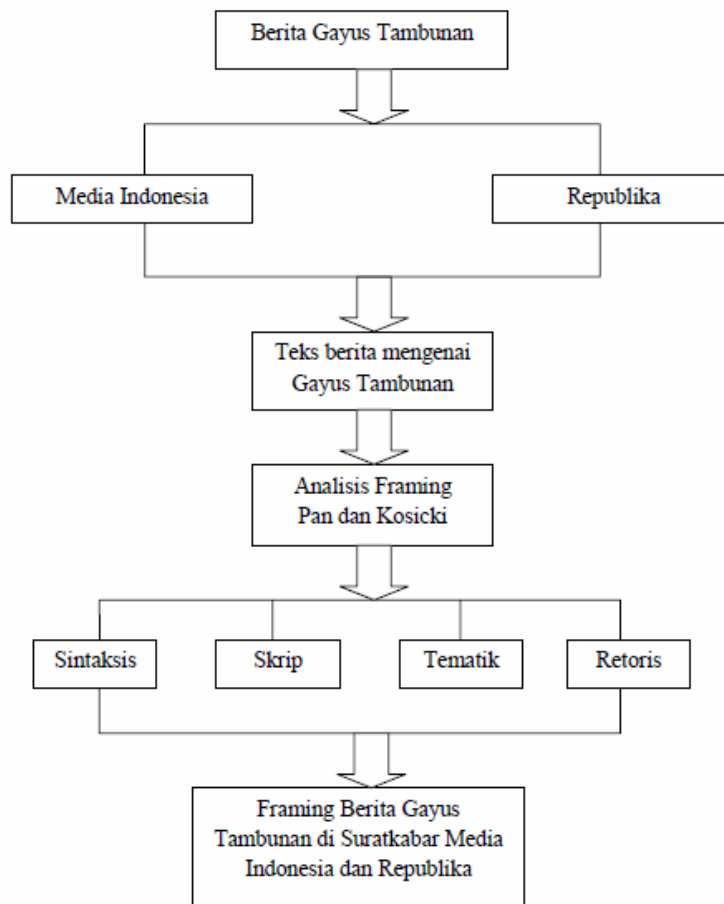 Berita Gayus Tambunan
Media Indonesia
Republika
Teks berita mengenai
Gayus Tambunan
Analisis Framing
Pan dan Kosicki
Sintaksis
Skrip
Tematik
Retoris
Framing Berita Gayus
Tambunan di Suratkabar Media
Indonesia dan Republika